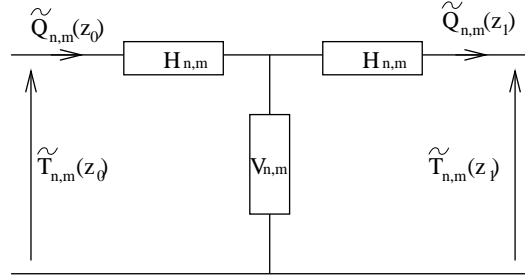 Q̃n,m(z0) Q̃n,m(z1)
Hn,m Hn,m
T̃n,m(z0) Vn,m T̃n,m(z1)